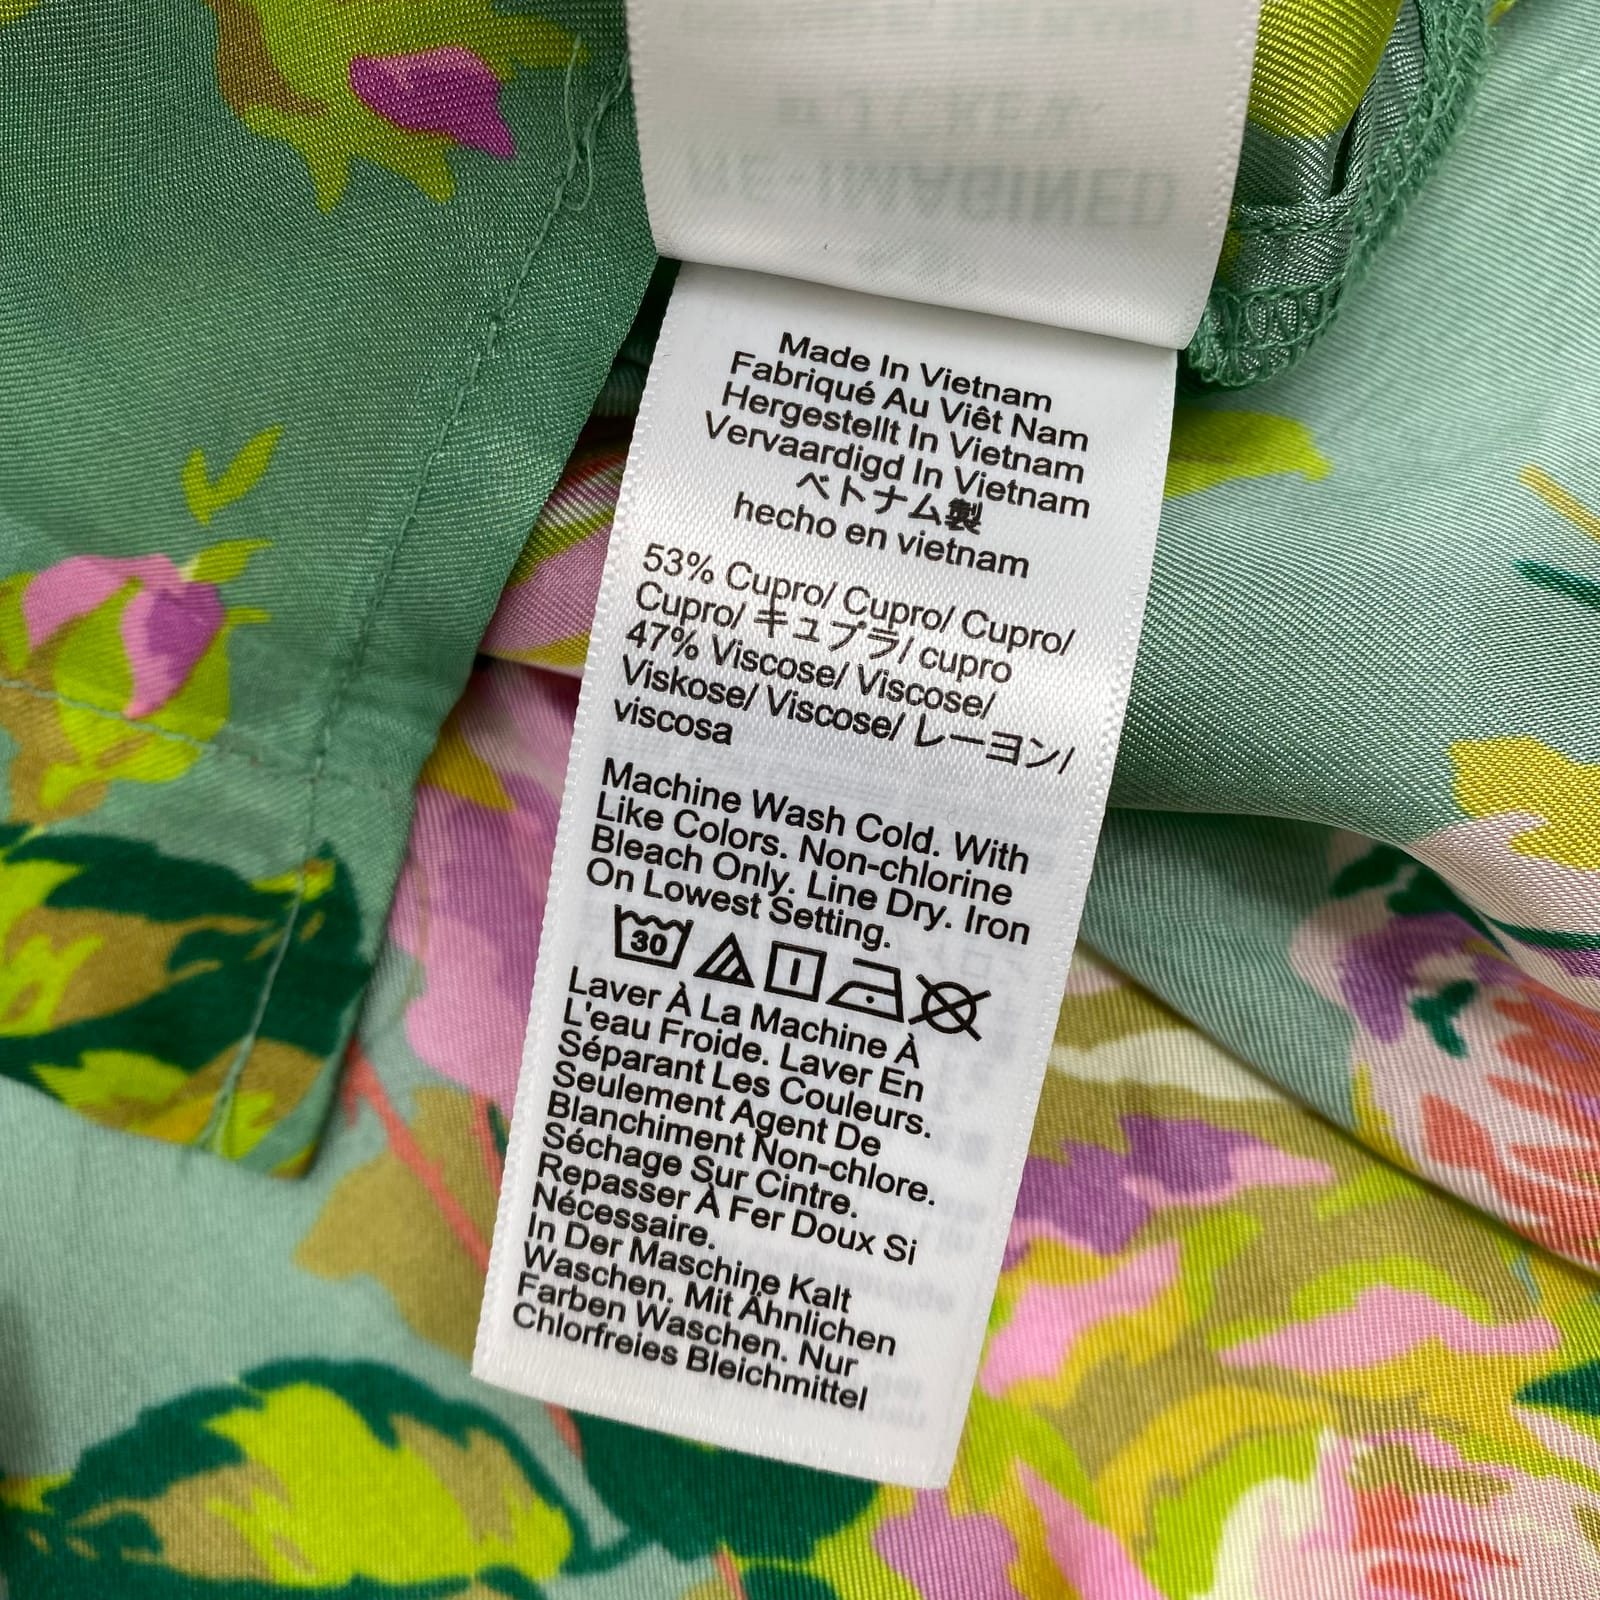 Made In Vietnam
Fabriqué Au Viêt Nam
Hergestellt In Vietnam
Vervaardigd In Vietnam
ベトナム製
hecho en vietnam
53% Cupro/ Cupro/ Cupro/
Cupro/ キュプラ/ cupro
47% Viscose/ Viscose/
Viskose/ Viscose/ レーヨン/
viscosa
Machine Wash Cold. With
Like Colors. Non-chlorine
Bleach Only. Line Dry. Iron
On Lowest Setting.
30
Laver À La Machine À
L'eau Froide. Laver En
Séparant Les Couleurs.
Seulement Agent De
Blanchiment Non-chlore.
Séchage Sur Cintre.
Repasser À Fer Doux Si
Nécessaire.
In Der Maschine Kalt
Waschen. Mit Ähnlichen
Farben Waschen. Nur
Chlorfreies Bleichmittel